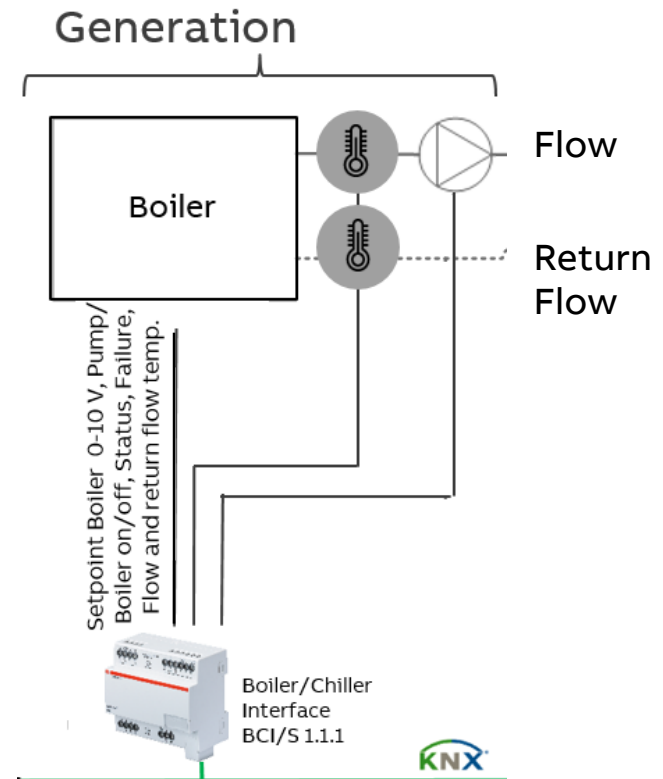 Generation
Boiler
Flow
Return
Flow
Setpoint Boiler 0-10 V, Pump/
Boiler on/off, Status, Failure,
Flow and return flow temp.
Boiler/Chiller
Interface
BCI/S 1.1.1
KNX